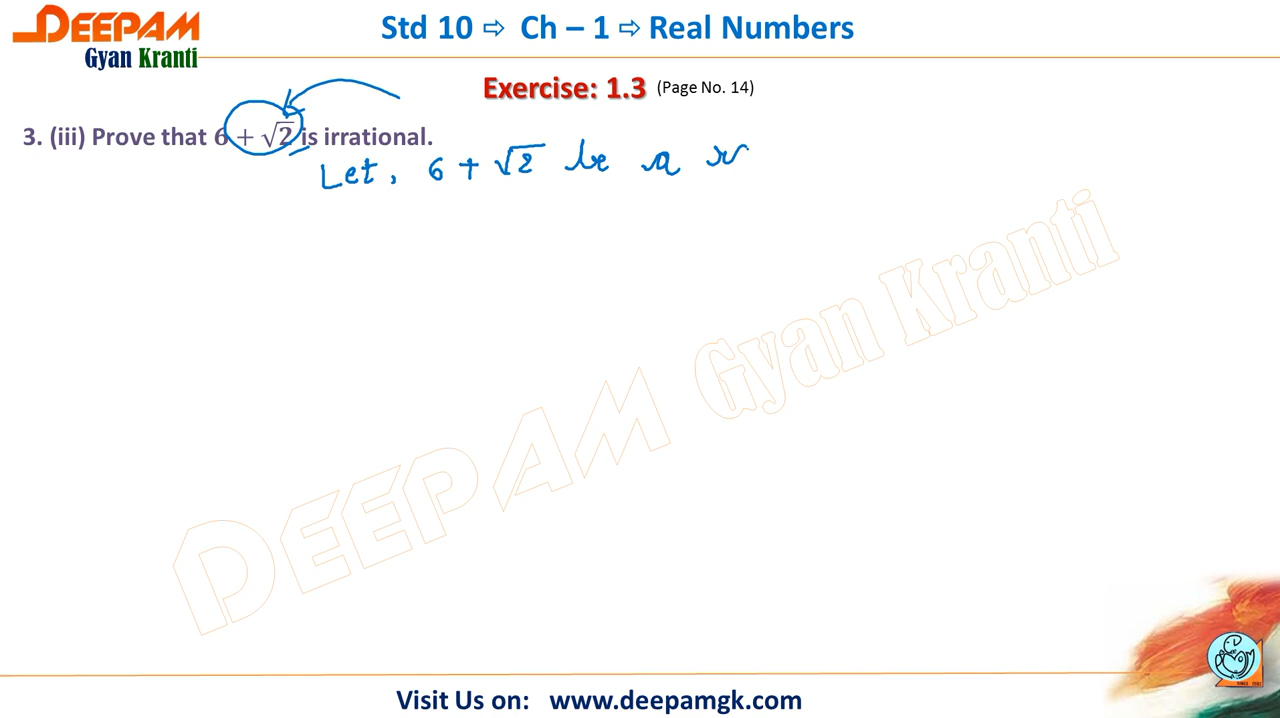 DEEPAM
Gyan Kranti
Std 10 ⇨ Ch – 1 ⇨ Real Numbers
Exercise: 1.3 (Page No. 14)
3. (iii) Prove that 6 + √2 is irrational.
Let, 6 + √2 be a
DEEPAM Gyan Kranti
Visit Us on: www.deepamgk.com